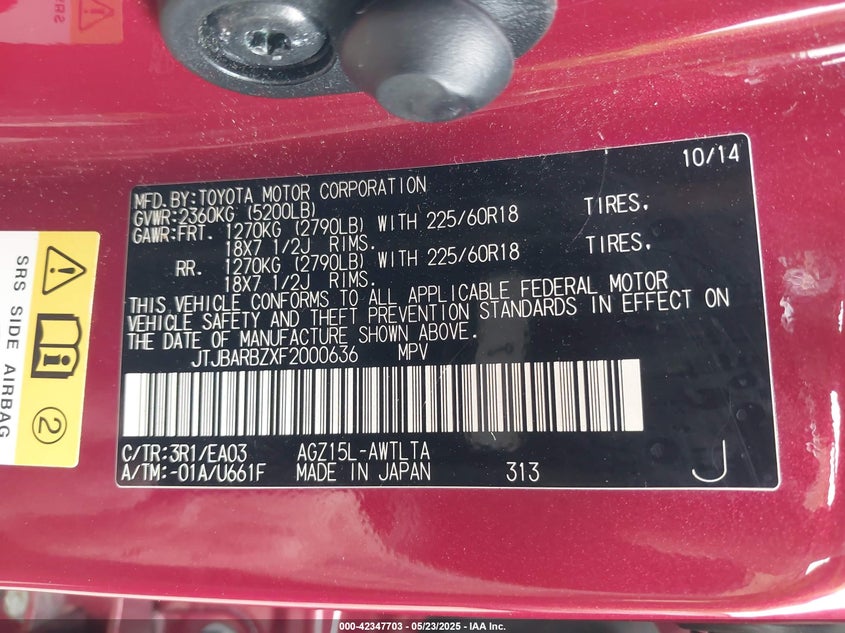 10/14
MFD.BY:TOYOTA MOTOR CORPORATION
GVWR:2360KG (5200LB)
GAWR:FRT. 1270KG (2790LB) WITH 225/60R18 TIRES,
18X7 1/2J RIMS.
RR. 1270KG (2790LB) WITH 225/60R18 TIRES,
18X7 1/2J RIMS.
THIS VEHICLE CONFORMS TO ALL APPLICABLE FEDERAL MOTOR
VEHICLE SAFETY AND THEFT PREVENTION STANDARDS IN EFFECT ON
THE DATE OF MANUFACTURE SHOWN ABOVE.
JTJBARBZXF2000636 MPV
C/TR:3R1/EA03 AGZ15L-AWTLTA
A/TM:-01A/U661F MADE IN JAPAN 313 J
SRS SIDE AIRBAG
2
000-42347703 - 05/23/2025 - IAA Inc.